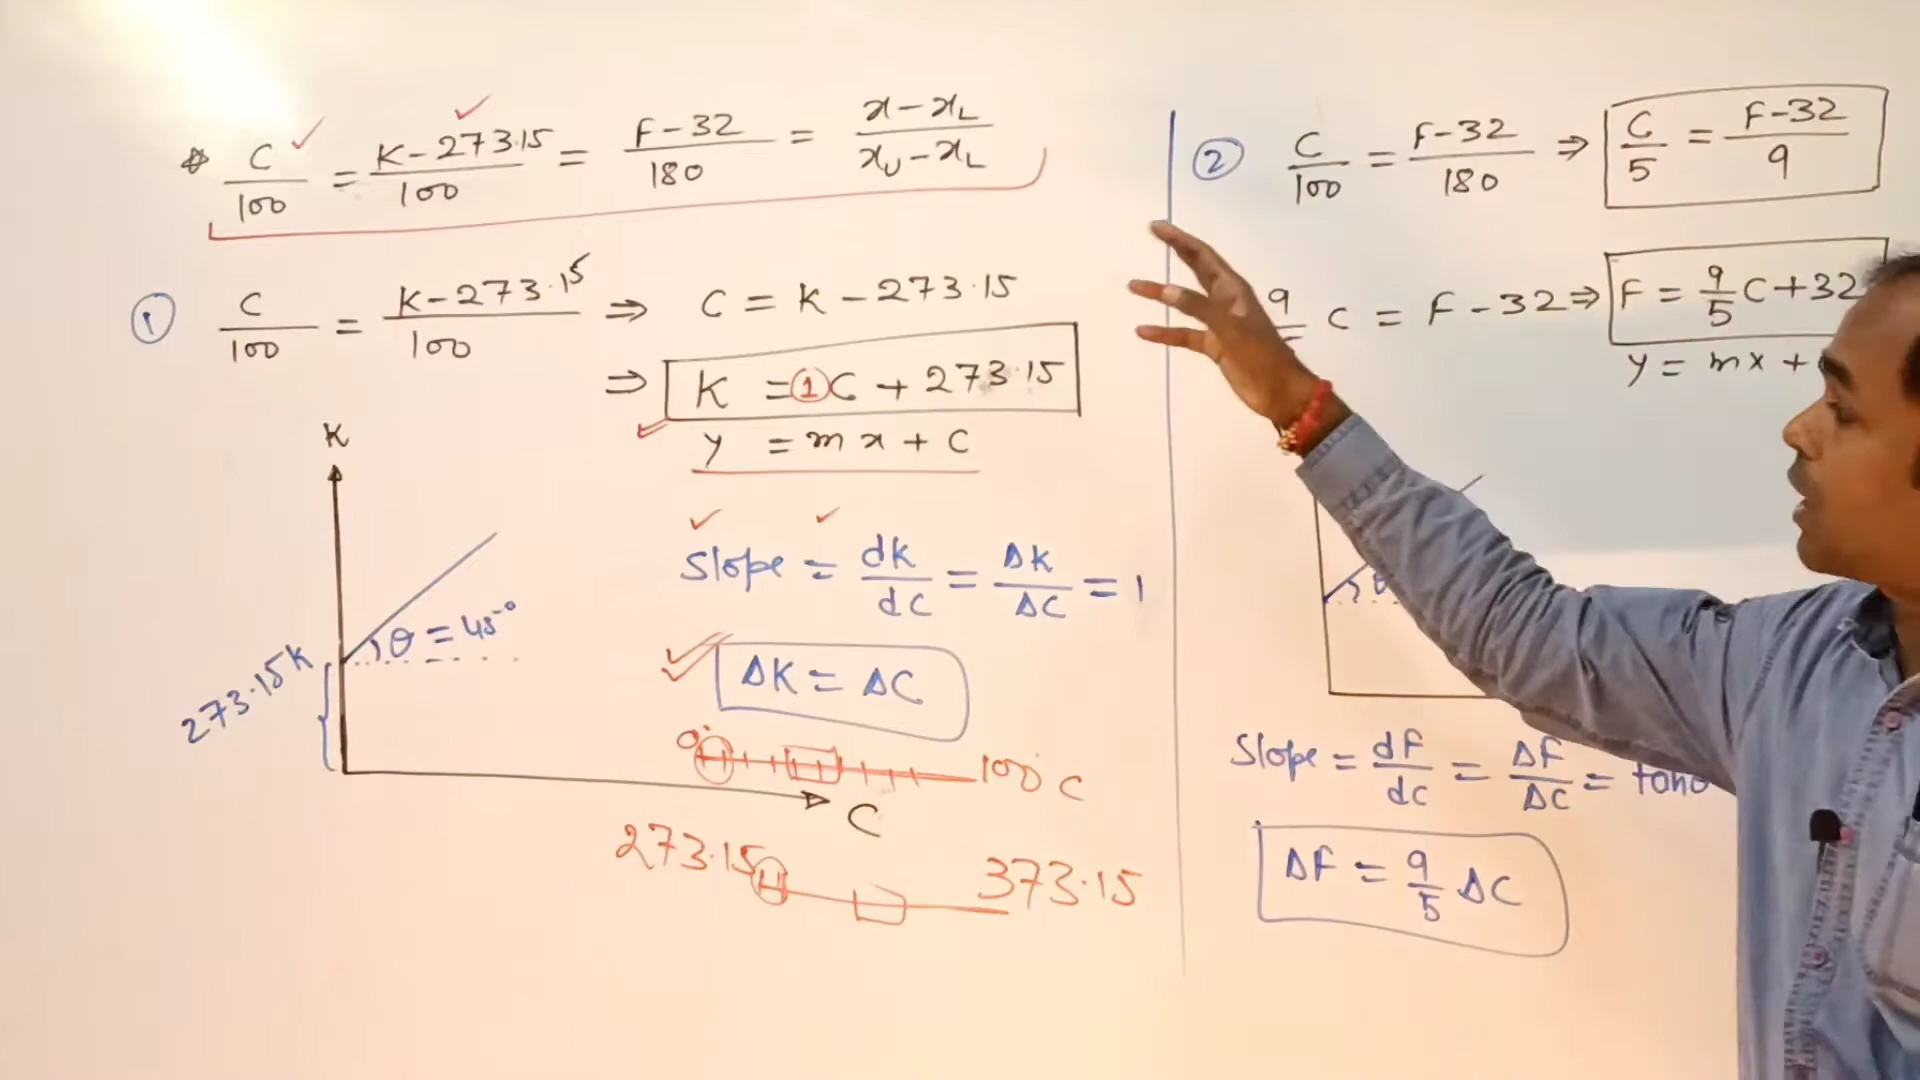 C/100 = K-273.15/100 = F-32/180 = x-x_L/x_U-x_L
① C/100 = K-273.15/100 ⇒ C = K-273.15
⇒ K = ①C + 273.15
y = mx + C
K
θ = 45°
273.15K
C
Slope = dK/dC = ΔK/ΔC = 1
ΔK = ΔC
0° 100°C
273.15 373.15
② C/100 = F-32/180 ⇒ C/5 = F-32/9
9 C = F-32 ⇒ F = 9/5 C+32
y = mx +
θ
Slope = dF/dC = ΔF/ΔC = tanθ
ΔF = 9/5 ΔC